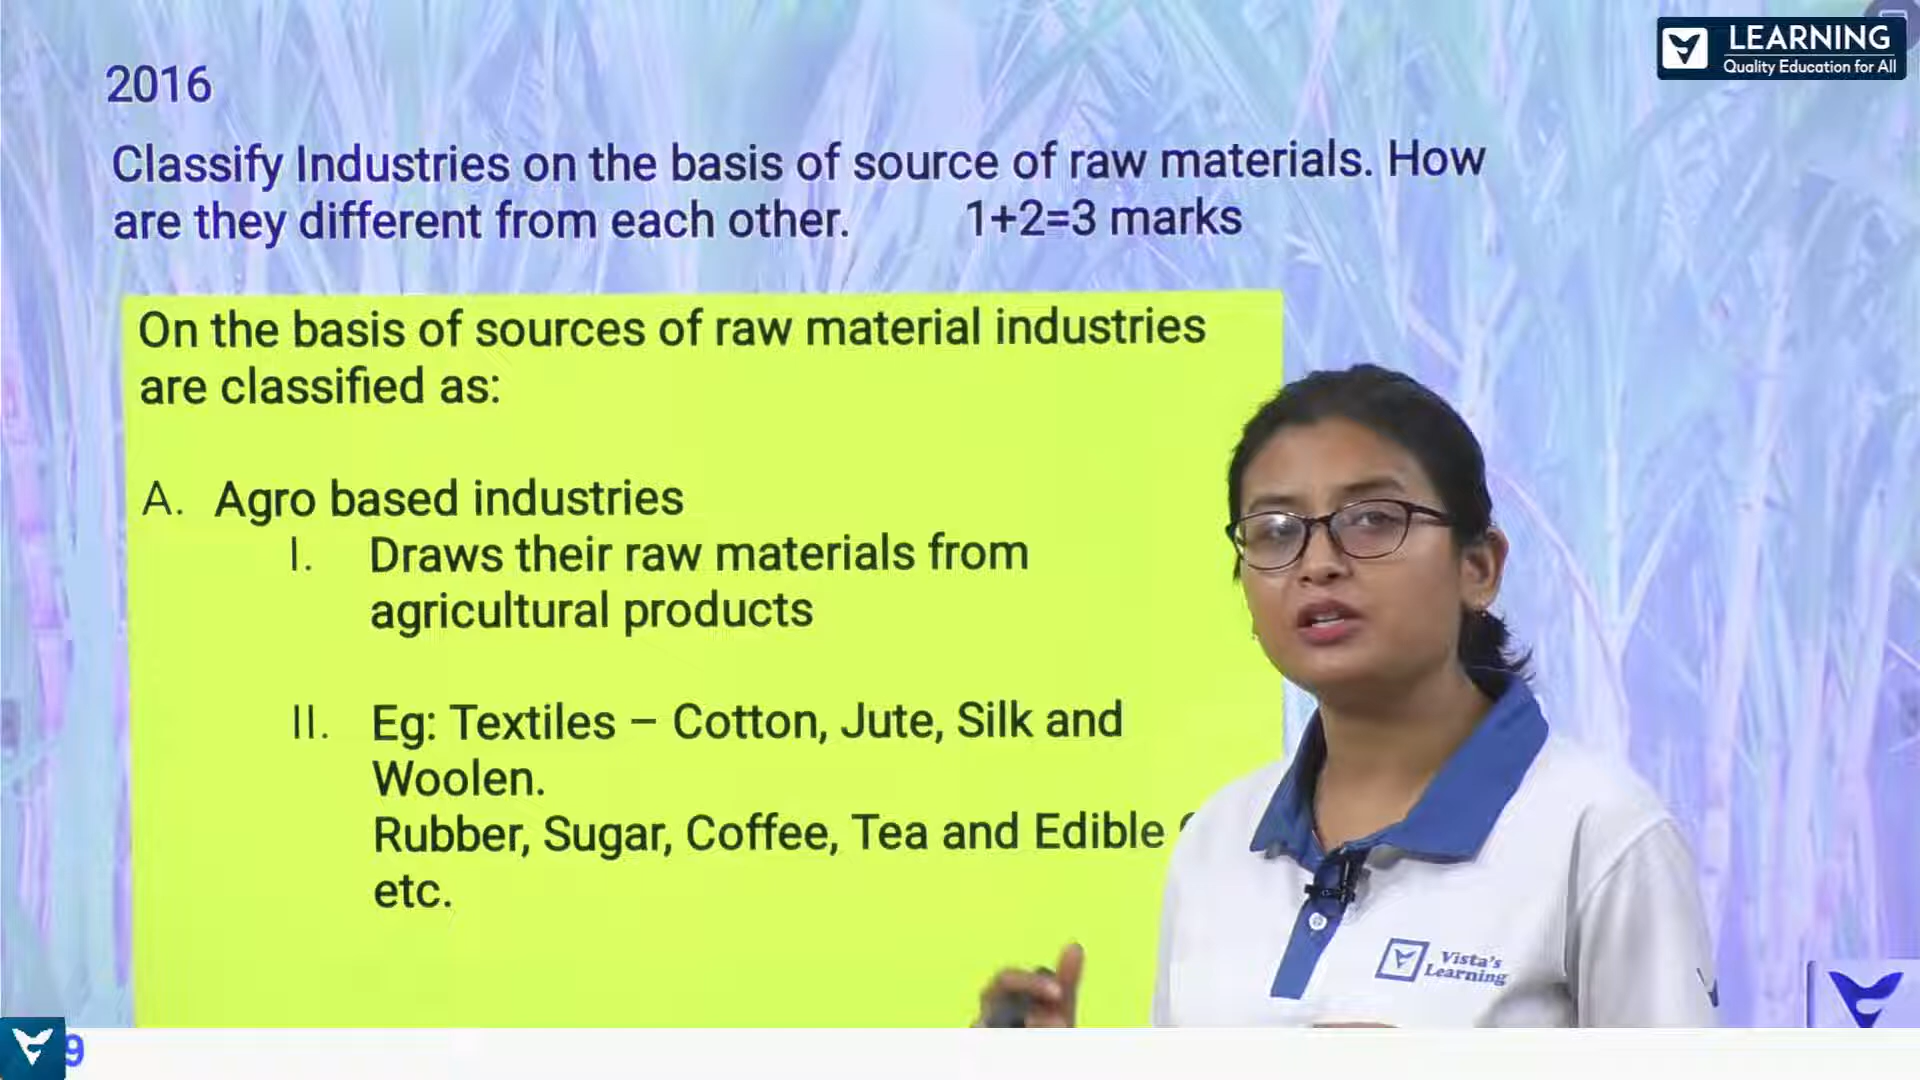 LEARNING
Quality Education for All
2016
Classify Industries on the basis of source of raw materials. How
are they different from each other. 1+2=3 marks
On the basis of sources of raw material industries
are classified as:
A. Agro based industries
I. Draws their raw materials from
agricultural products
II. Eg: Textiles – Cotton, Jute, Silk and
Woolen.
Rubber, Sugar, Coffee, Tea and Edible
etc.
Vista's
Learning
9